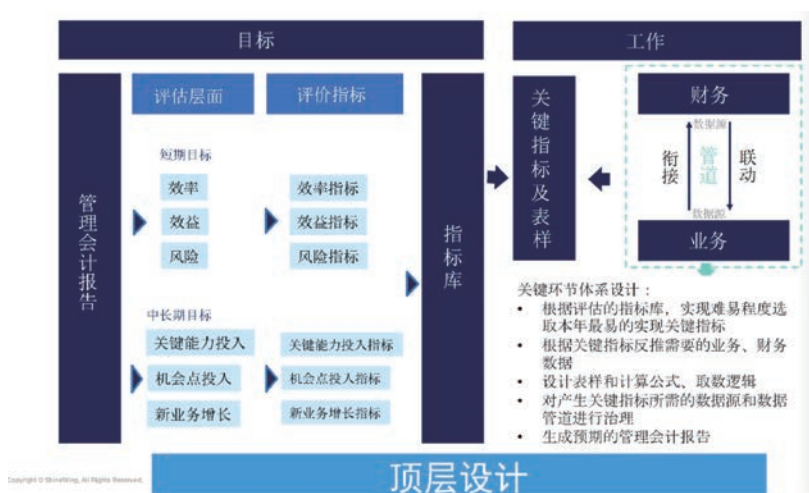 目标
工作
管理会计报告
评估层面
评价指标
短期目标
效率
效率指标
效益
效益指标
风险
风险指标
中长期目标
关键能力投入
关键能力投入指标
机会点投入
机会点投入指标
新业务增长
新业务增长指标
指标库
关键指标及表样
财务
数据源
衔接
管道
联动
数据源
业务
关键环节体系设计：
• 根据评估的指标库，实现难易程度选
取本年最易的实现关键指标
• 根据关键指标反推需要的业务、财务
数据
• 设计表样和计算公式、取数逻辑
• 对产生关键指标所需的数据源和数据
管道进行治理
• 生成预期的管理会计报告
顶层设计
Copyright © ShineWing, All Rights Reserved.